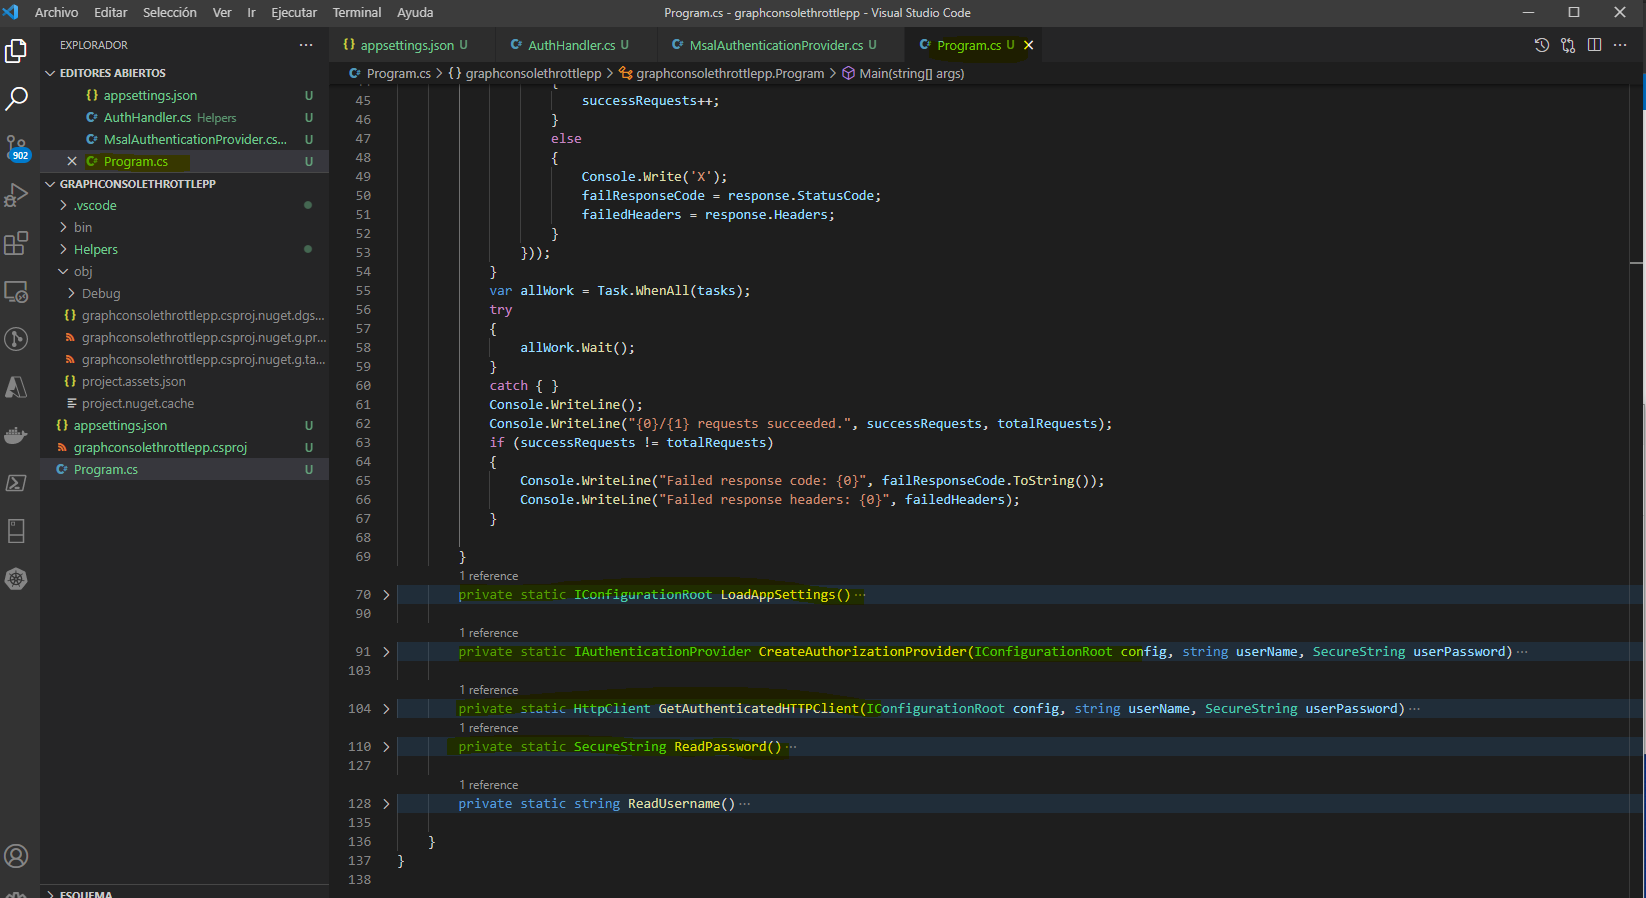 Archivo Editar Selección Ver Ir Ejecutar Terminal Ayuda
Program.cs - graphconsolethrottlepp - Visual Studio Code
EXPLORADOR ···
EDITORES ABIERTOS
{} appsettings.json U
C# AuthHandler.cs Helpers U
C# MsalAuthenticationProvider.cs... U
C# Program.cs U
GRAPHCONSOLETHROTTLEPP
.vscode
bin
Helpers
obj
Debug
{} graphconsolethrottlepp.csproj.nuget.dgs...
graphconsolethrottlepp.csproj.nuget.g.pr...
graphconsolethrottlepp.csproj.nuget.g.ta...
{} project.assets.json
project.nuget.cache
{} appsettings.json U
graphconsolethrottlepp.csproj U
C# Program.cs U
ESQUEMA
902
{} appsettings.json U
C# AuthHandler.cs U
C# MsalAuthenticationProvider.cs U
C# Program.cs U
C# Program.cs > {} graphconsolethrottlepp > graphconsolethrottlepp.Program > Main(string[] args)
45 successRequests++;
46 }
47 else
48 {
49 Console.Write('X');
50 failResponseCode = response.StatusCode;
51 failedHeaders = response.Headers;
52 }
53 }));
54 }
55 var allWork = Task.WhenAll(tasks);
56 try
57 {
58 allWork.Wait();
59 }
60 catch { }
61 Console.WriteLine();
62 Console.WriteLine("{0}/{1} requests succeeded.", successRequests, totalRequests);
63 if (successRequests != totalRequests)
64 {
65 Console.WriteLine("Failed response code: {0}", failResponseCode.ToString());
66 Console.WriteLine("Failed response headers: {0}", failedHeaders);
67 }
68
69 }
1 reference
70 private static IConfigurationRoot LoadAppSettings()···
90
1 reference
91 private static IAuthenticationProvider CreateAuthorizationProvider(IConfigurationRoot config, string userName, SecureString userPassword)···
103
1 reference
104 private static HttpClient GetAuthenticatedHTTPClient(IConfigurationRoot config, string userName, SecureString userPassword)···
1 reference
110 private static SecureString ReadPassword()···
127
1 reference
128 private static string ReadUsername()···
135
136 }
137 }
138